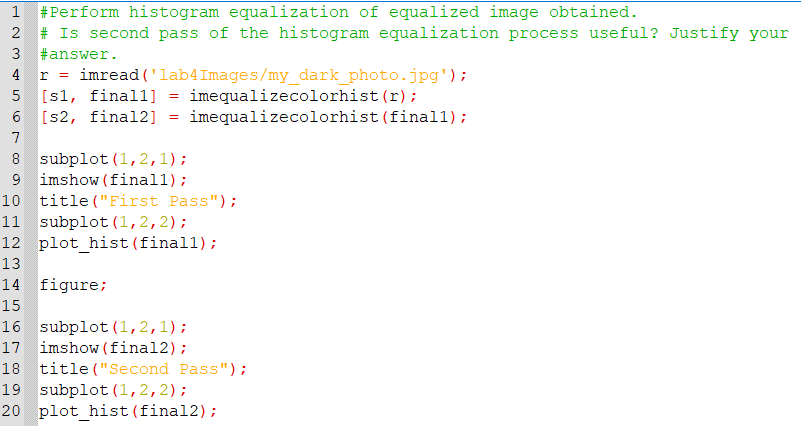 1 #Perform histogram equalization of equalized image obtained.
2 # Is second pass of the histogram equalization process useful? Justify your
3 #answer.
4 r = imread('lab4Images/my_dark_photo.jpg');
5 [s1, final1] = imequalizecolorhist(r);
6 [s2, final2] = imequalizecolorhist(final1);
7
8 subplot(1,2,1);
9 imshow(final1);
10 title("First Pass");
11 subplot(1,2,2);
12 plot_hist(final1);
13
14 figure;
15
16 subplot(1,2,1);
17 imshow(final2);
18 title("Second Pass");
19 subplot(1,2,2);
20 plot_hist(final2);